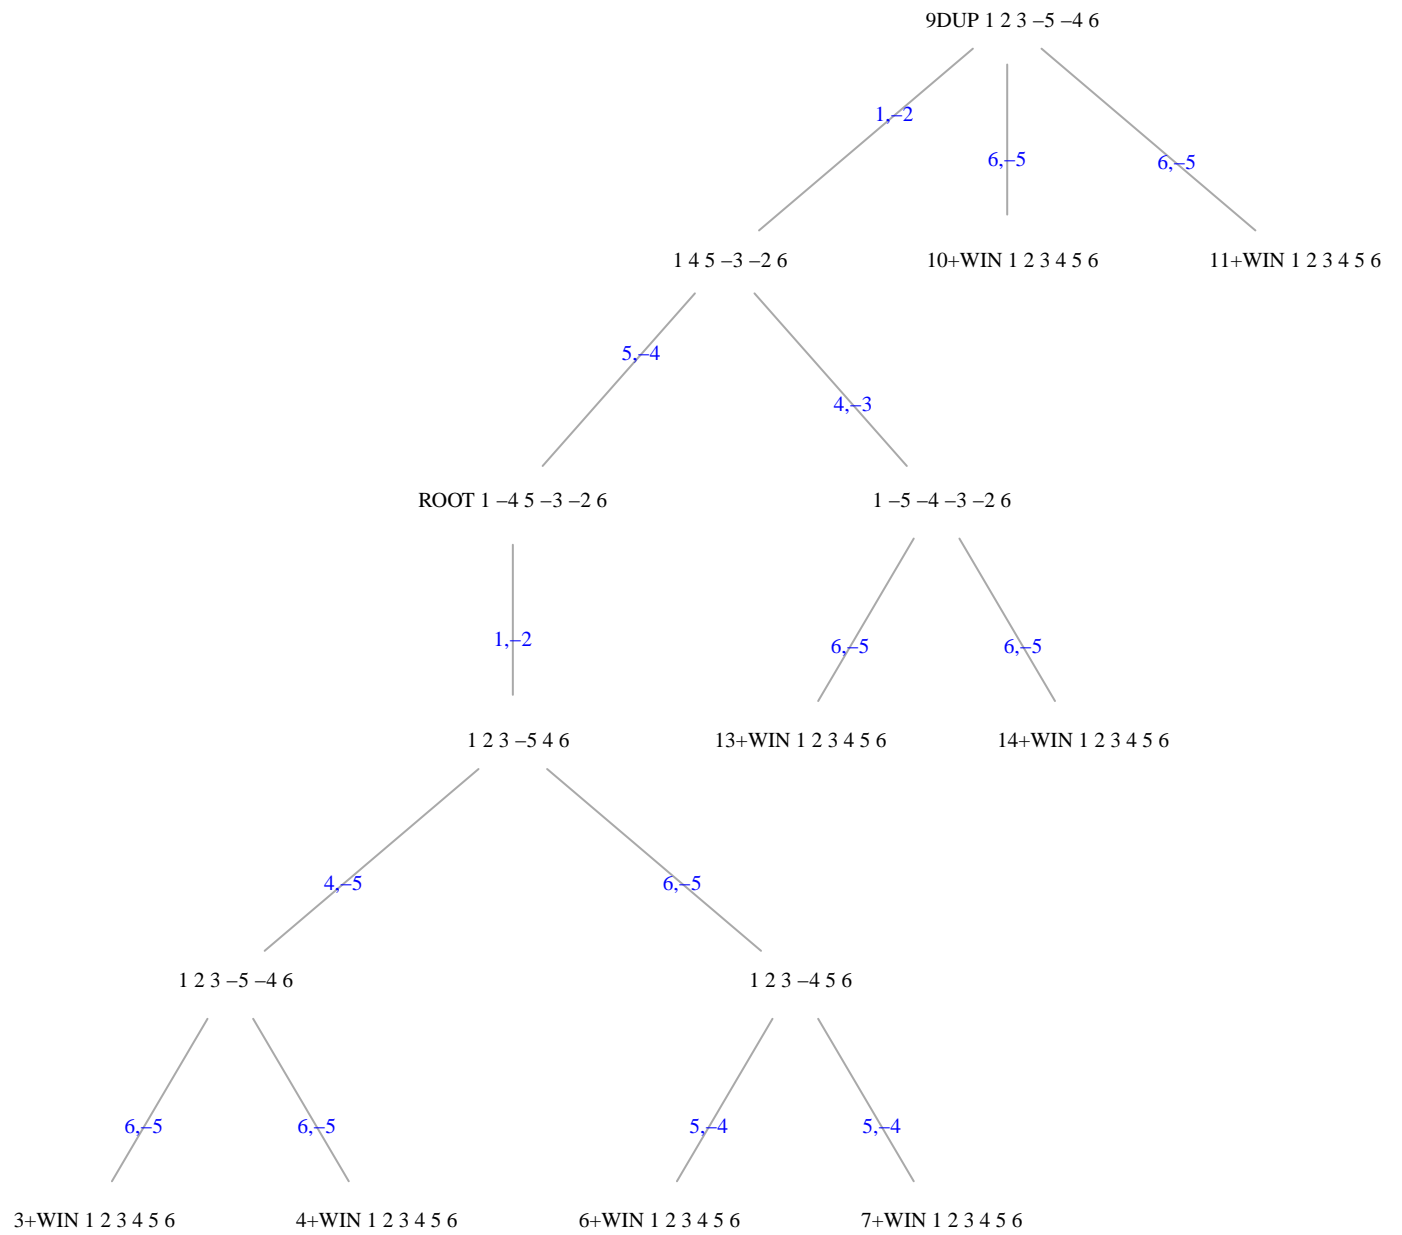 9DUP 1 2 3 –5 –4 6
1,–2
6,–5
6,–5
1 4 5 –3 –2 6
10+WIN 1 2 3 4 5 6
11+WIN 1 2 3 4 5 6
5,–4
4,–3
ROOT 1 –4 5 –3 –2 6
1 –5 –4 –3 –2 6
1,–2
6,–5
6,–5
1 2 3 –5 4 6
13+WIN 1 2 3 4 5 6
14+WIN 1 2 3 4 5 6
4,–5
6,–5
1 2 3 –5 –4 6
1 2 3 –4 5 6
6,–5
6,–5
5,–4
5,–4
3+WIN 1 2 3 4 5 6
4+WIN 1 2 3 4 5 6
6+WIN 1 2 3 4 5 6
7+WIN 1 2 3 4 5 6